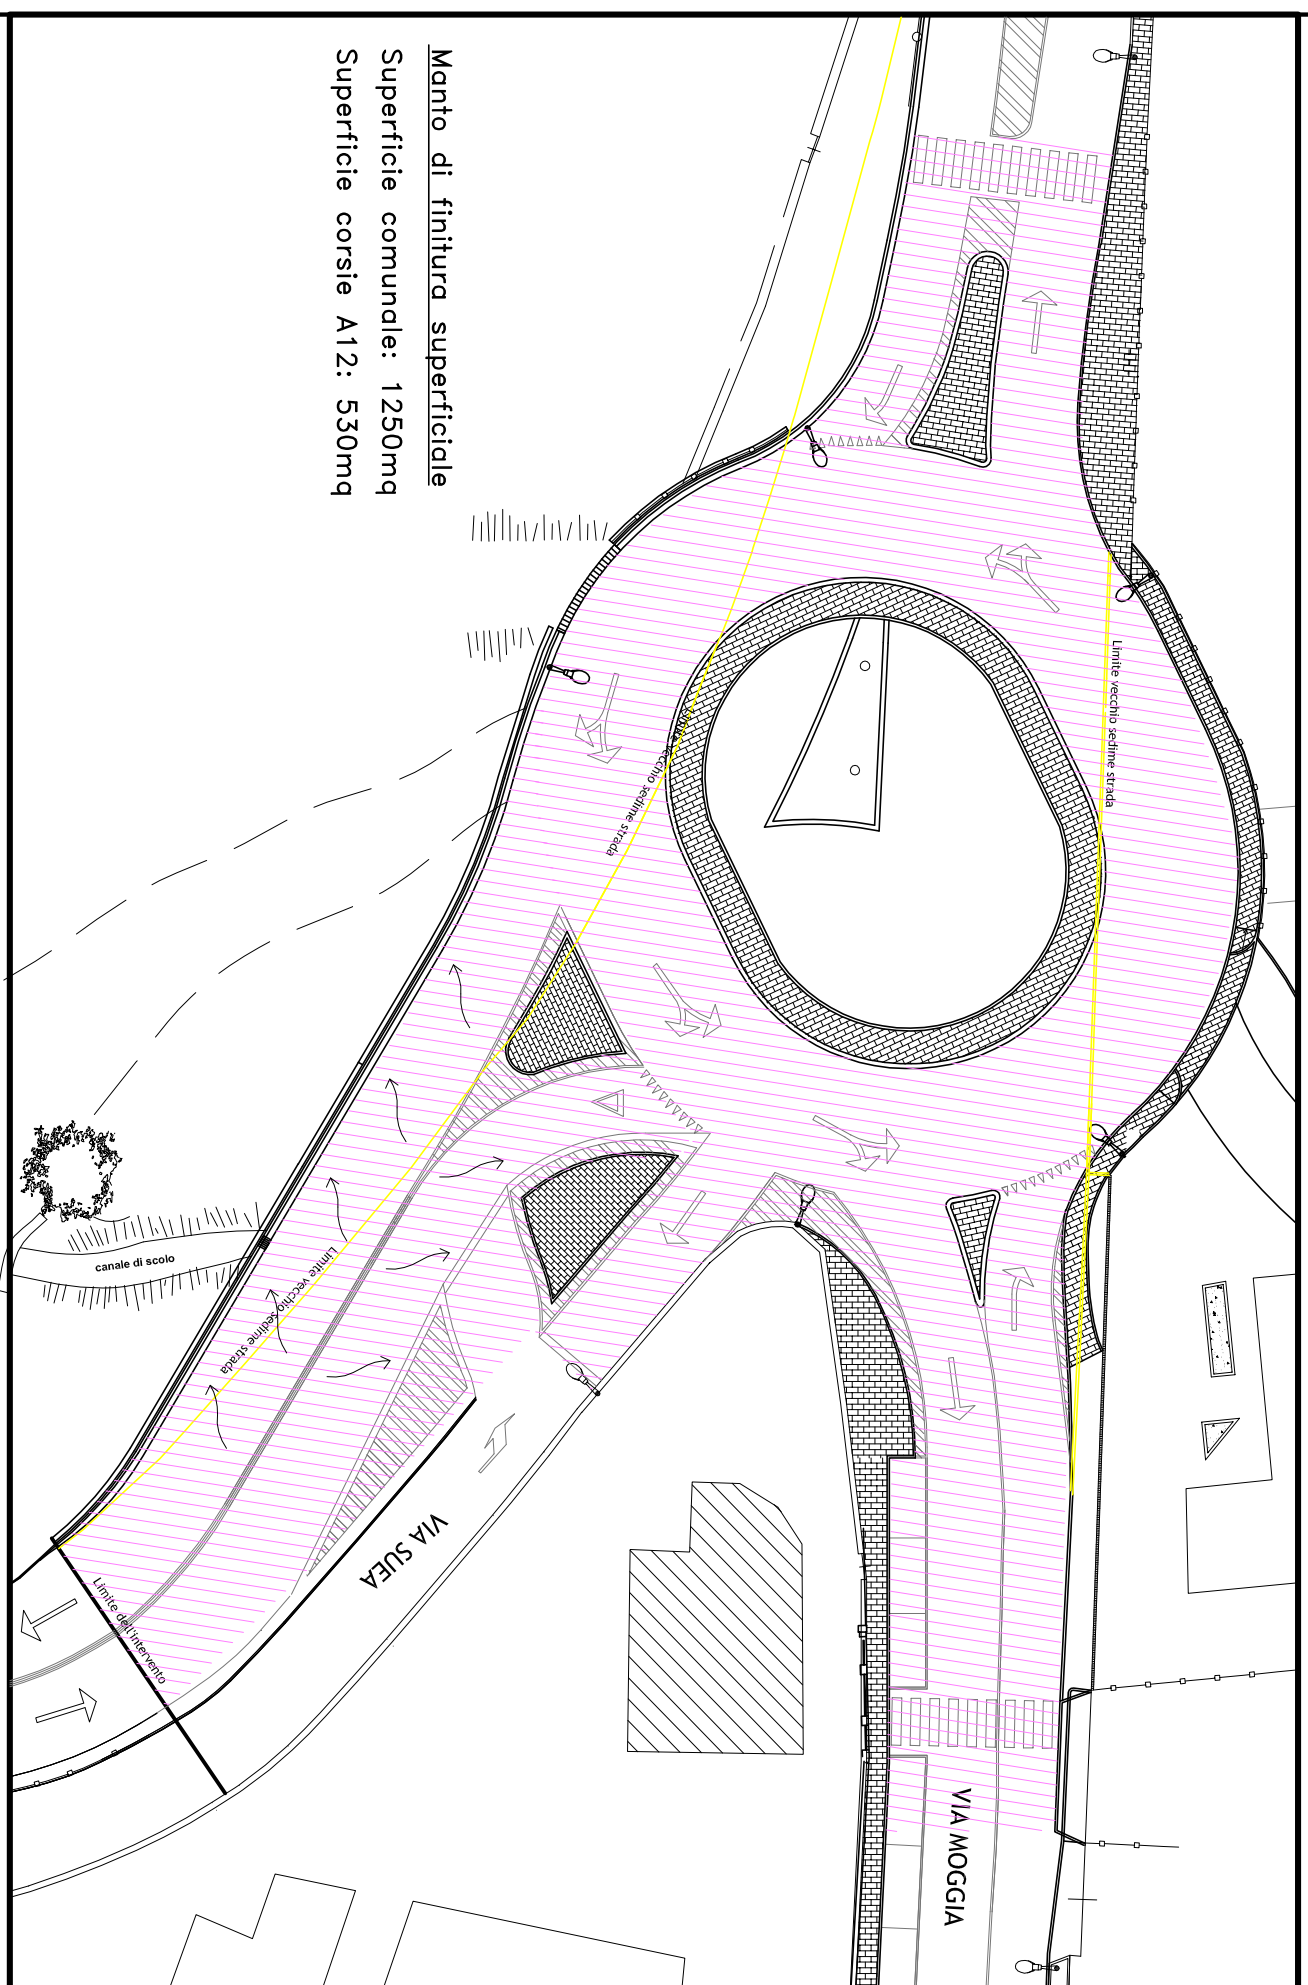 Manto di finitura superficiale
Superficie comunale: 1250mq
Superficie corsie A12: 530mq
Limite vecchio sedime strada
Limite vecchio sedime strada
Limite vecchio sedime strada
canale di scolo
VIA SUEA
Limite dell'intervento
VIA MOGGIA